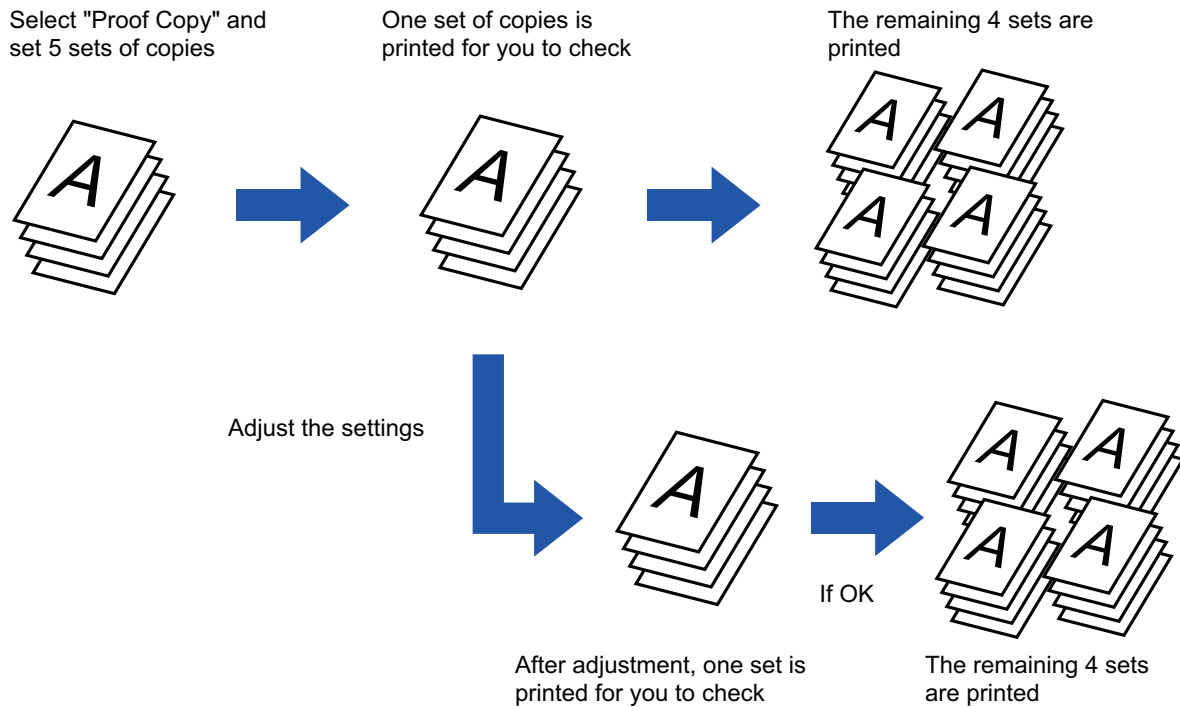 Select "Proof Copy" and
set 5 sets of copies
One set of copies is
printed for you to check
The remaining 4 sets are
printed
A
A
A
A
A
A
Adjust the settings
A
If OK
A
A
A
A
After adjustment, one set is
printed for you to check
The remaining 4 sets
are printed